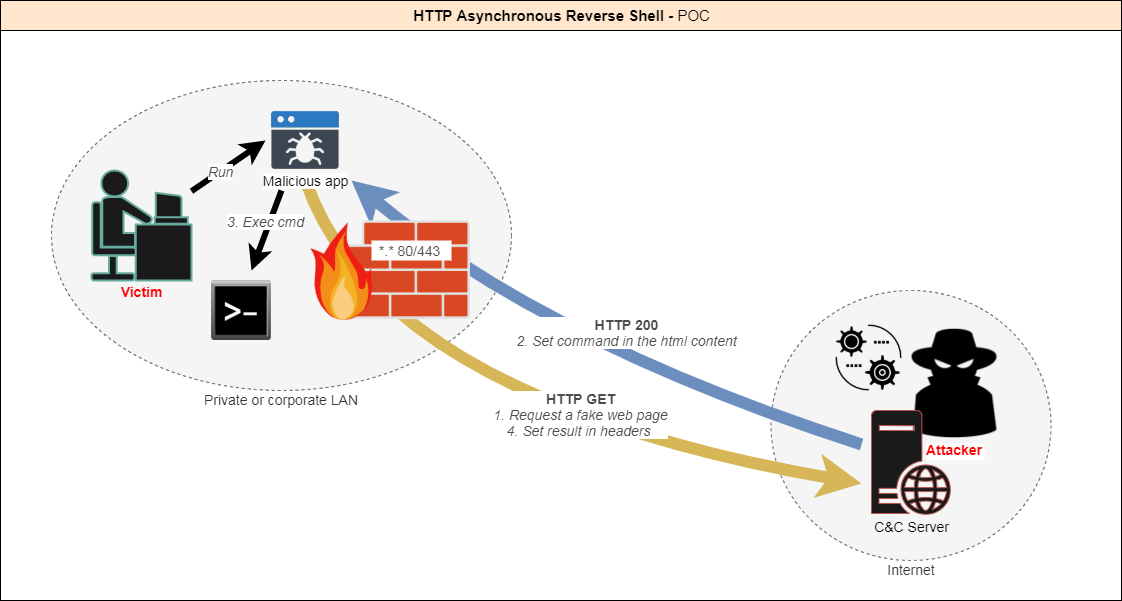 HTTP Asynchronous Reverse Shell - POC
Run
Malicious app
3. Exec cmd
*.* 80/443
Victim
>-
HTTP 200
2. Set command in the html content
Private or corporate LAN
HTTP GET
1. Request a fake web page
4. Set result in headers
Attacker
C&C Server
Internet